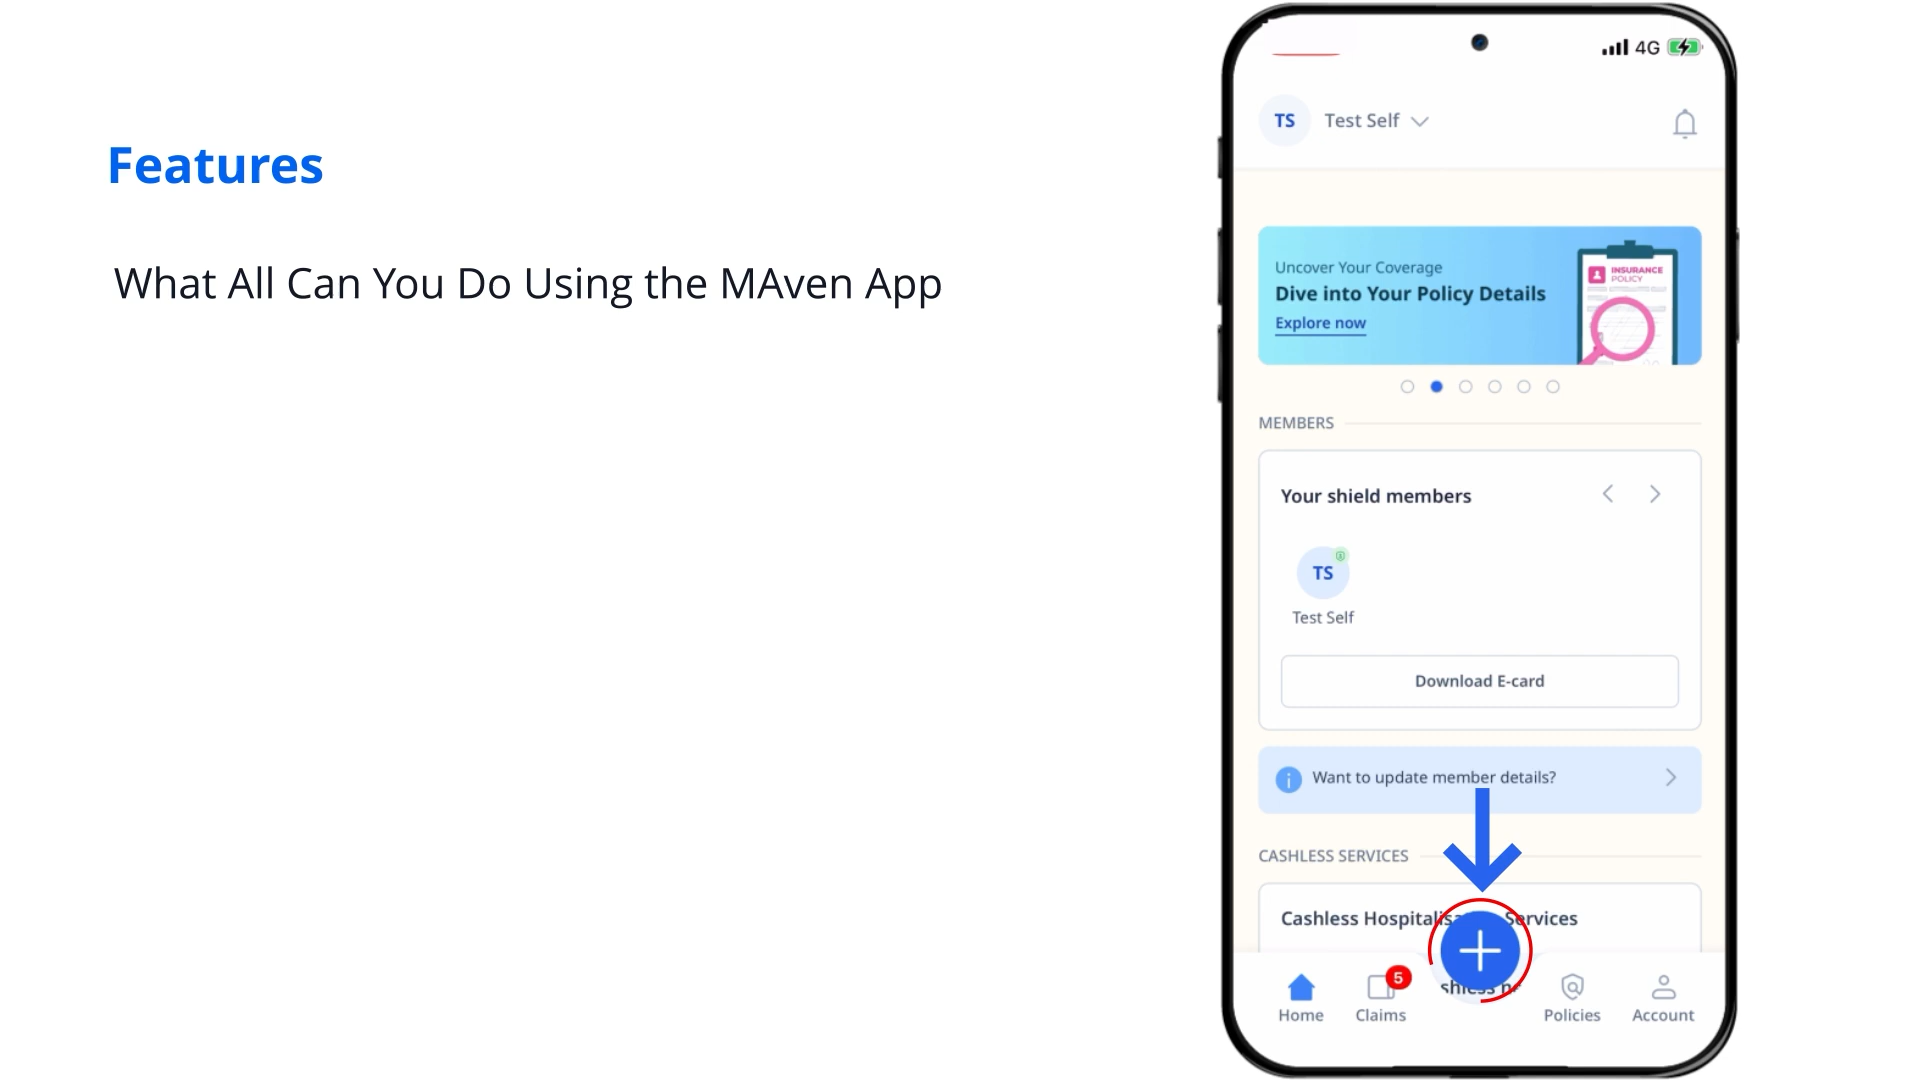 Features
What All Can You Do Using the MAven App
4G
TS
Test Self
Uncover Your Coverage
Dive into Your Policy Details
Explore now
INSURANCE
POLICY
MEMBERS
Your shield members
TS
Test Self
Download E-card
Want to update member details?
CASHLESS SERVICES
Cashless Services
5
Home
Claims
Policies
Account